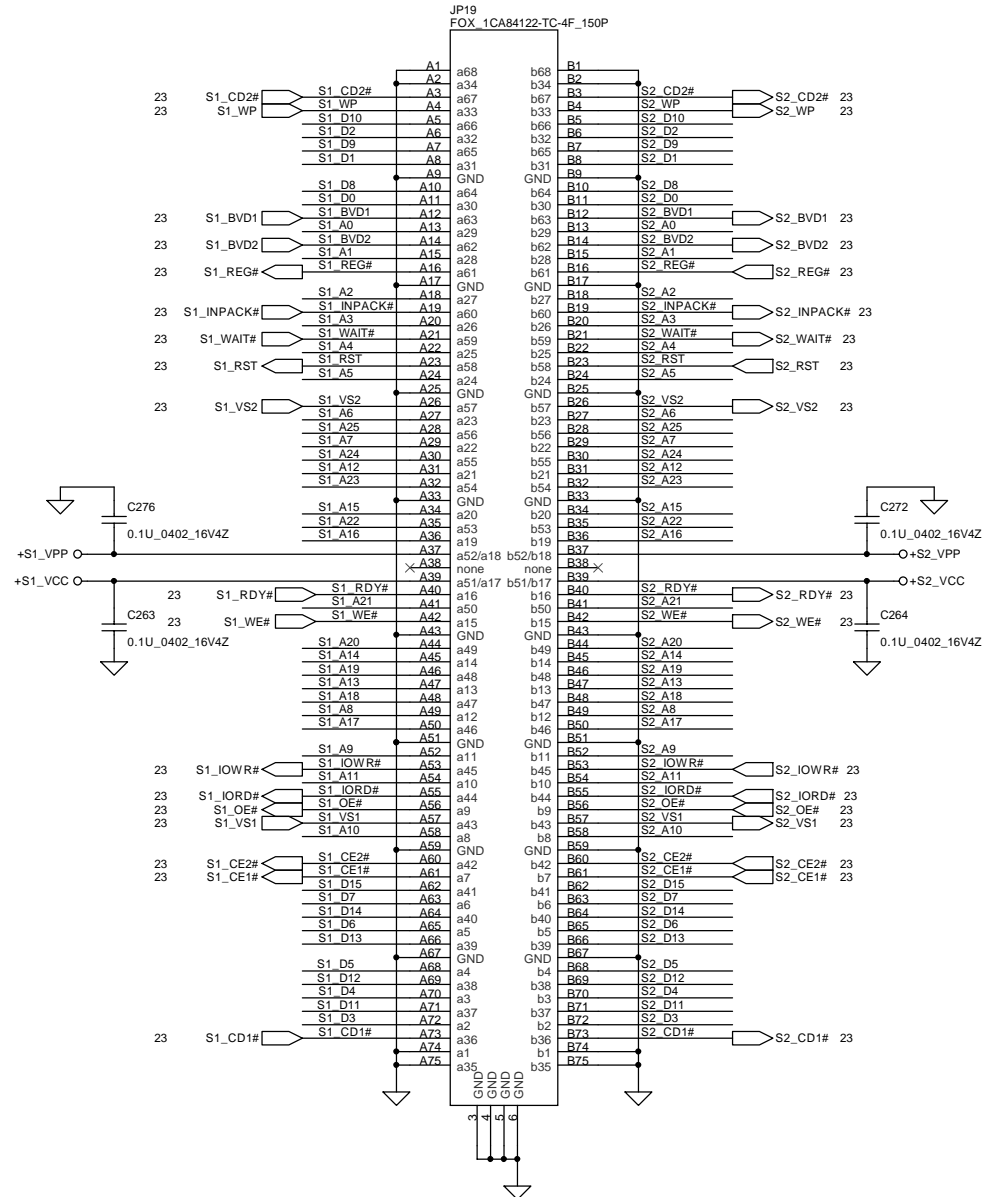 JP19
FOX_1CA84122-TC-4F_150P
A1 a68 b68 B1
A2 a34 b34 B2
23 S1_CD2# S1_CD2# A3 a67 b67 B3 S2_CD2# S2_CD2# 23
23 S1_WP S1_WP A4 a33 b33 B4 S2_WP S2_WP 23
S1_D10 A5 a66 b66 B5 S2_D10
S1_D2 A6 a32 b32 B6 S2_D2
S1_D9 A7 a65 b65 B7 S2_D9
S1_D1 A8 a31 b31 B8 S2_D1
A9 GND GND B9
S1_D8 A10 a64 b64 B10 S2_D8
S1_D0 A11 a30 b30 B11 S2_D0
23 S1_BVD1 S1_BVD1 A12 a63 b63 B12 S2_BVD1 S2_BVD1 23
S1_A0 A13 a29 b29 B13 S2_A0
23 S1_BVD2 S1_BVD2 A14 a62 b62 B14 S2_BVD2 S2_BVD2 23
S1_A1 A15 a28 b28 B15 S2_A1
23 S1_REG# S1_REG# A16 a61 b61 B16 S2_REG# S2_REG# 23
A17 GND GND B17
S1_A2 A18 a27 b27 B18 S2_A2
23 S1_INPACK# S1_INPACK# A19 a60 b60 B19 S2_INPACK# S2_INPACK# 23
S1_A3 A20 a26 b26 B20 S2_A3
23 S1_WAIT# S1_WAIT# A21 a59 b59 B21 S2_WAIT# S2_WAIT# 23
S1_A4 A22 a25 b25 B22 S2_A4
23 S1_RST S1_RST A23 a58 b58 B23 S2_RST S2_RST 23
S1_A5 A24 a24 b24 B24 S2_A5
A25 GND GND B25
23 S1_VS2 S1_VS2 A26 a57 b57 B26 S2_VS2 S2_VS2 23
S1_A6 A27 a23 b23 B27 S2_A6
S1_A25 A28 a56 b56 B28 S2_A25
S1_A7 A29 a22 b22 B29 S2_A7
S1_A24 A30 a55 b55 B30 S2_A24
S1_A12 A31 a21 b21 B31 S2_A12
S1_A23 A32 a54 b54 B32 S2_A23
A33 GND GND B33
C276 S1_A15 A34 a20 b20 B34 S2_A15 C272
S1_A22 A35 a53 b53 B35 S2_A22
0.1U_0402_16V4Z S1_A16 A36 a19 b19 B36 S2_A16 0.1U_0402_16V4Z
+S1_VPP A37 a52/a18 b52/b18 B37 +S2_VPP
A38 none none B38
+S1_VCC A39 a51/a17 b51/b17 B39 +S2_VCC
23 S1_RDY# S1_RDY# A40 a16 b16 B40 S2_RDY# S2_RDY# 23
S1_A21 A41 a50 b50 B41 S2_A21
C263 23 S1_WE# S1_WE# A42 a15 b15 B42 S2_WE# S2_WE# 23 C264
A43 GND GND B43
0.1U_0402_16V4Z S1_A20 A44 a49 b49 B44 S2_A20 0.1U_0402_16V4Z
S1_A14 A45 a14 b14 B45 S2_A14
S1_A19 A46 a48 b48 B46 S2_A19
S1_A13 A47 a13 b13 B47 S2_A13
S1_A18 A48 a47 b47 B48 S2_A18
S1_A8 A49 a12 b12 B49 S2_A8
S1_A17 A50 a46 b46 B50 S2_A17
A51 GND GND B51
S1_A9 A52 a11 b11 B52 S2_A9
23 S1_IOWR# S1_IOWR# A53 a45 b45 B53 S2_IOWR# S2_IOWR# 23
S1_A11 A54 a10 b10 B54 S2_A11
23 S1_IORD# S1_IORD# A55 a44 b44 B55 S2_IORD# S2_IORD# 23
23 S1_OE# S1_OE# A56 a9 b9 B56 S2_OE# S2_OE# 23
23 S1_VS1 S1_VS1 A57 a43 b43 B57 S2_VS1 S2_VS1 23
S1_A10 A58 a8 b8 B58 S2_A10
A59 GND GND B59
23 S1_CE2# S1_CE2# A60 a42 b42 B60 S2_CE2# S2_CE2# 23
23 S1_CE1# S1_CE1# A61 a7 b7 B61 S2_CE1# S2_CE1# 23
S1_D15 A62 a41 b41 B62 S2_D15
S1_D7 A63 a6 b6 B63 S2_D7
S1_D14 A64 a40 b40 B64 S2_D14
S1_D6 A65 a5 b5 B65 S2_D6
S1_D13 A66 a39 b39 B66 S2_D13
A67 GND GND B67
S1_D5 A68 a4 b4 B68 S2_D5
S1_D12 A69 a38 b38 B69 S2_D12
S1_D4 A70 a3 b3 B70 S2_D4
S1_D11 A71 a37 b37 B71 S2_D11
S1_D3 A72 a2 b2 B72 S2_D3
23 S1_CD1# S1_CD1# A73 a36 b36 B73 S2_CD1# S2_CD1# 23
A74 a1 b1 B74
A75 a35 b35 B75
GND GND GND GND
3 4 5 6